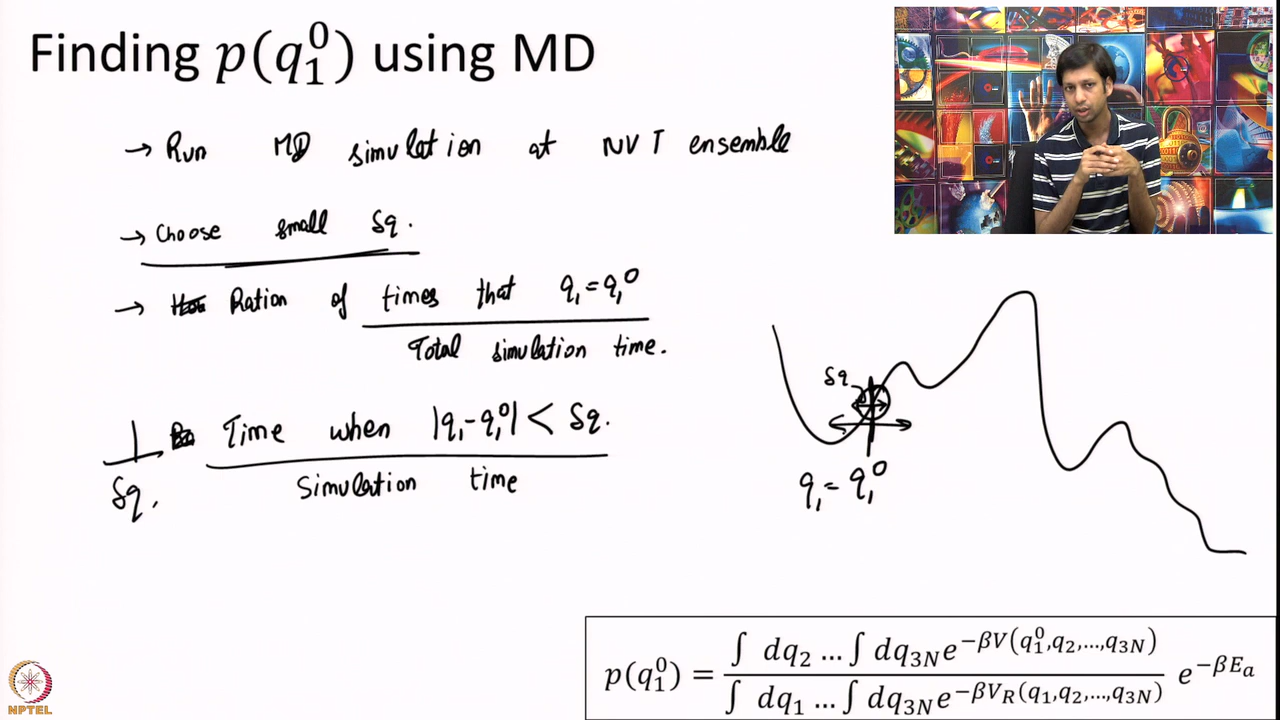 Finding p(q₁⁰) using MD
→ Run MD simulation at NVT ensemble
→ Choose small δq.
→ Ration of times that q₁=q₁⁰
Total simulation time.
1 Time when |q₁-q₁⁰| < δq.
δq. simulation time
δq
q₁ = q₁⁰
p(q₁⁰) = ∫ dq₂ … ∫ dq₃N e^{−βV(q₁⁰,q₂,…,q₃N)} / ∫ dq₁ … ∫ dq₃N e^{−βV_R(q₁,q₂,…,q₃N)} e^{−βE_a}
NPTEL